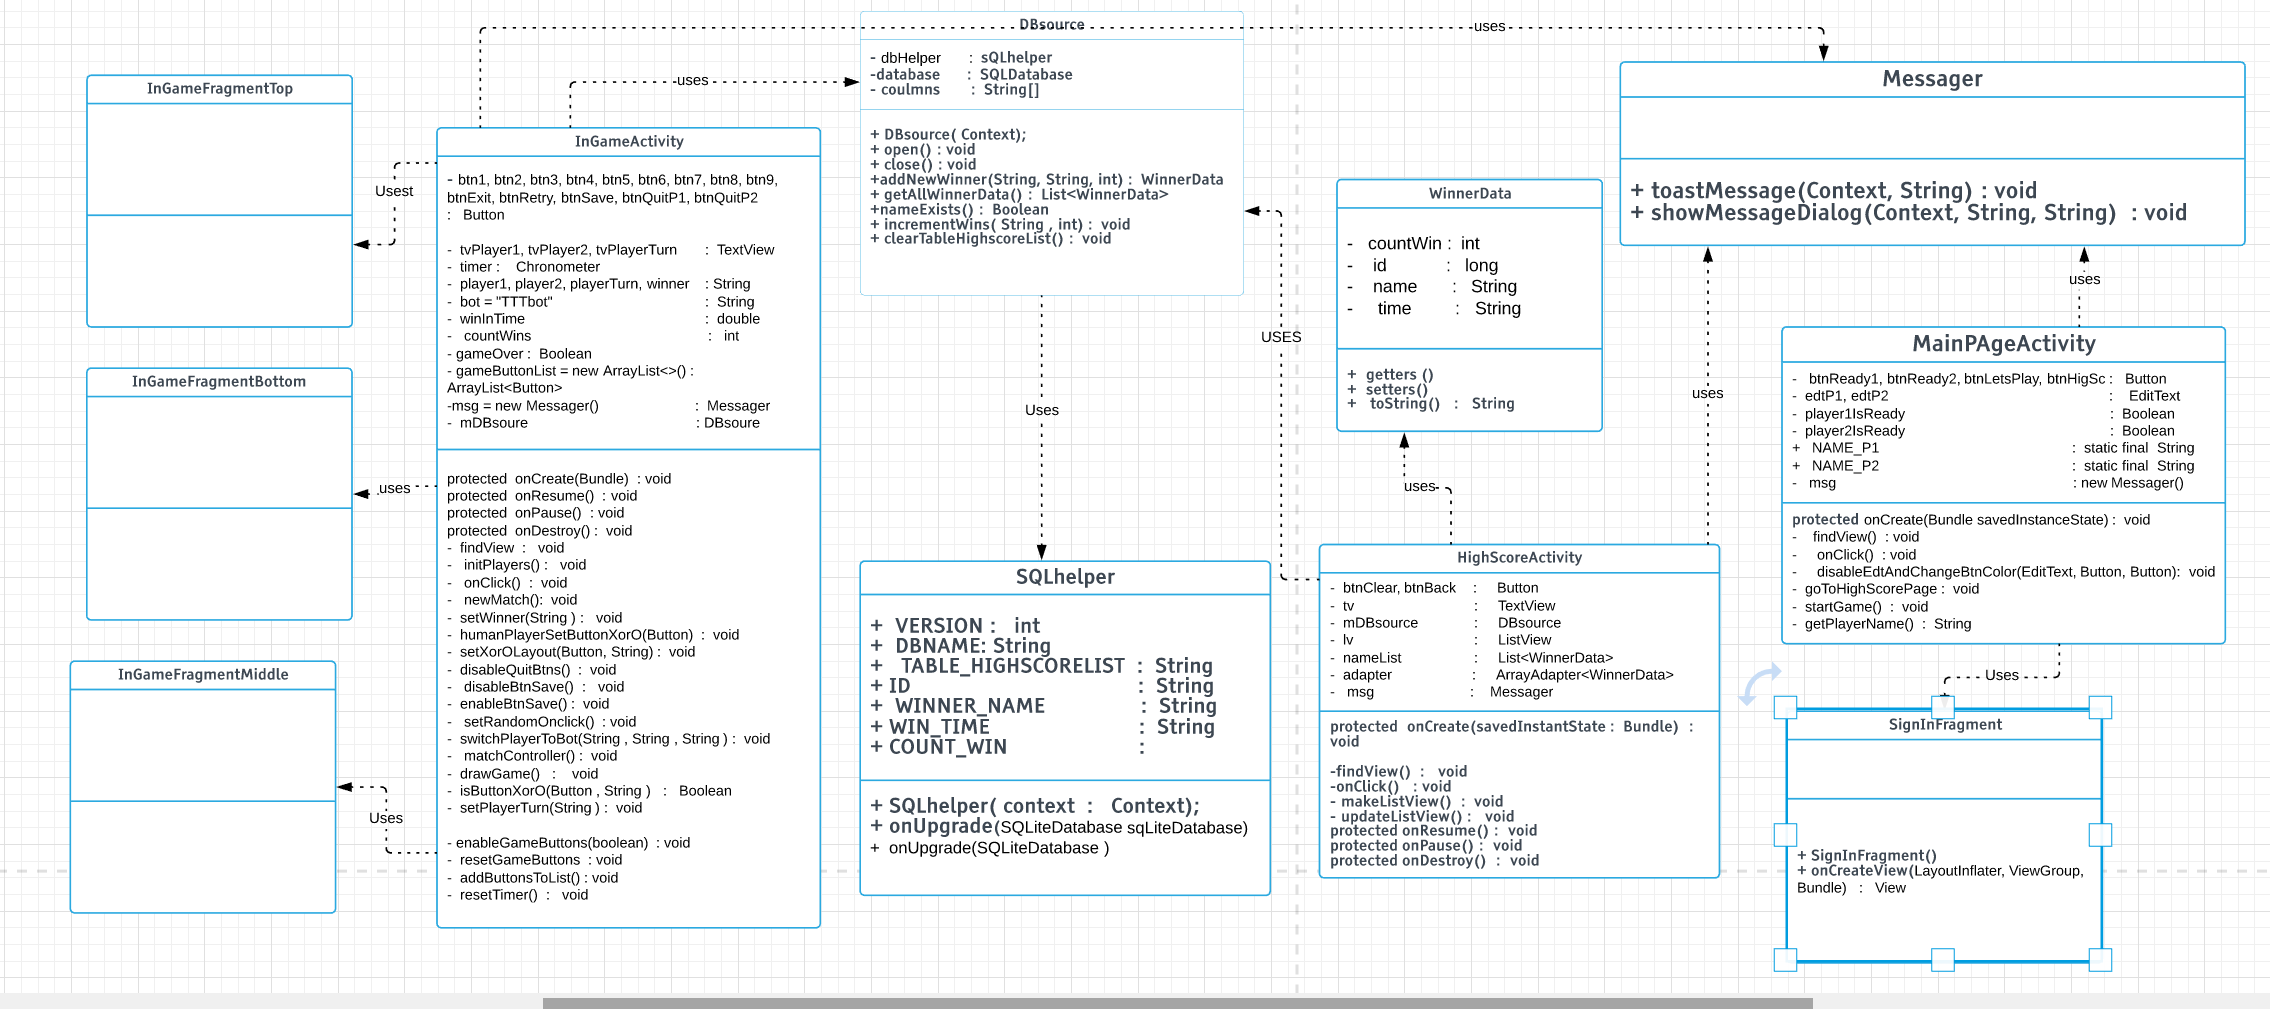 DBsource
- dbHelper : sQLhelper
-database : SQLDatabase
- coulmns : String[]
+ DBsource( Context);
+ open() : void
+ close() : void
+addNewWinner(String, String, int) : WinnerData
+ getAllWinnerData() : List<WinnerData>
+nameExists() : Boolean
+ incrementWins( String , int) : void
+ clearTableHighscoreList() : void
uses
uses
Messager
+ toastMessage(Context, String) : void
+ showMessageDialog(Context, String, String) : void
InGameFragmentTop
Usest
InGameActivity
- btn1, btn2, btn3, btn4, btn5, btn6, btn7, btn8, btn9,
btnExit, btnRetry, btnSave, btnQuitP1, btnQuitP2
: Button
- tvPlayer1, tvPlayer2, tvPlayerTurn : TextView
- timer : Chronometer
- player1, player2, playerTurn, winner : String
- bot = "TTTbot" : String
- winInTime : double
- countWins : int
- gameOver : Boolean
- gameButtonList = new ArrayList<>() :
ArrayList<Button>
-msg = new Messager() : Messager
- mDBsoure : DBsoure
protected onCreate(Bundle) : void
protected onResume() : void
protected onPause() : void
protected onDestroy() : void
- findView : void
- initPlayers() : void
- onClick() : void
- newMatch(): void
- setWinner(String ) : void
- humanPlayerSetButtonXorO(Button) : void
- setXorOLayout(Button, String) : void
- disableQuitBtns() : void
- disableBtnSave() : void
- enableBtnSave() : void
- setRandomOnclick() : void
- switchPlayerToBot(String , String , String ) : void
- matchController() : void
- drawGame() : void
- isButtonXorO(Button , String ) : Boolean
- setPlayerTurn(String ) : void
- enableGameButtons(boolean) : void
- resetGameButtons : void
- addButtonsToList() : void
- resetTimer() : void
InGameFragmentBottom
uses
InGameFragmentMiddle
Uses
Uses
SQLhelper
+ VERSION : int
+ DBNAME: String
+ TABLE_HIGHSCORELIST : String
+ ID : String
+ WINNER_NAME : String
+ WIN_TIME : String
+ COUNT_WIN :
+ SQLhelper( context : Context);
+ onUpgrade(SQLiteDatabase sqLiteDatabase)
+ onUpgrade(SQLiteDatabase )
USES
WinnerData
- countWin : int
- id : long
- name : String
- time : String
+ getters ()
+ setters()
+ toString() : String
uses
HighScoreActivity
- btnClear, btnBack : Button
- tv : TextView
- mDBsource : DBsource
- lv : ListView
- nameList : List<WinnerData>
- adapter : ArrayAdapter<WinnerData>
- msg : Messager
protected onCreate(savedInstantState : Bundle) :
void
-findView() : void
-onClick() : void
- makeListView() : void
- updateListView() : void
protected onResume() : void
protected onPause() : void
protected onDestroy() : void
uses
uses
MainPAgeActivity
- btnReady1, btnReady2, btnLetsPlay, btnHigSc : Button
- edtP1, edtP2 : EditText
- player1IsReady : Boolean
- player2IsReady : Boolean
+ NAME_P1 : static final String
+ NAME_P2 : static final String
- msg : new Messager()
protected onCreate(Bundle savedInstanceState) : void
- findView() : void
- onClick() : void
- disableEdtAndChangeBtnColor(EditText, Button, Button): void
- goToHighScorePage : void
- startGame() : void
- getPlayerName() : String
Uses
SignInFragment
+ SignInFragment()
+ onCreateView(LayoutInflater, ViewGroup,
Bundle) : View